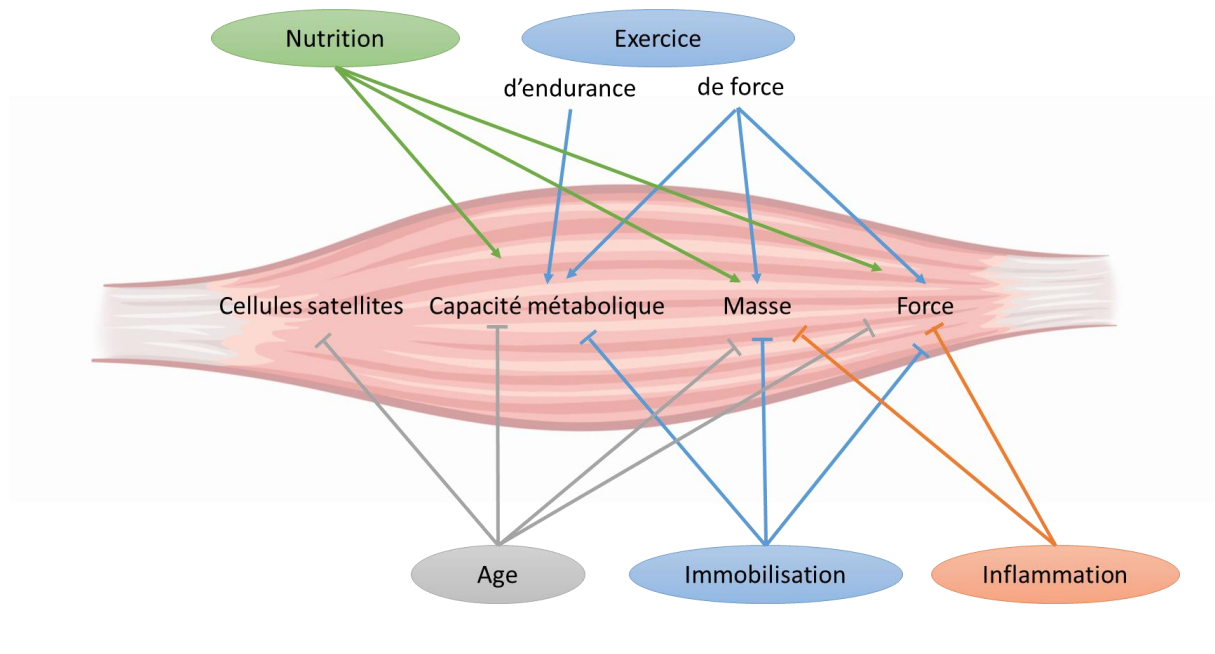 Nutrition
Exercice
d’endurance
de force
Cellules satellites
Capacité métabolique
Masse
Force
Age
Immobilisation
Inflammation